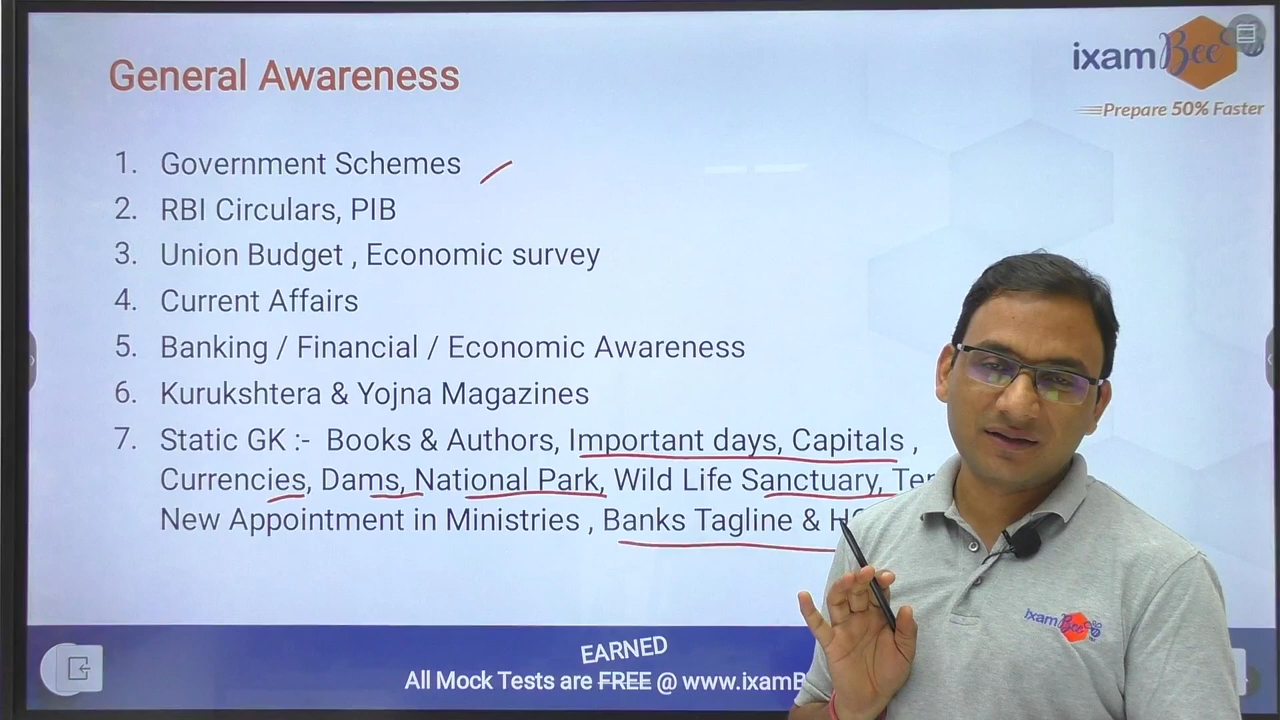 General Awareness
ixamBee
Prepare 50% Faster
1. Government Schemes
2. RBI Circulars, PIB
3. Union Budget , Economic survey
4. Current Affairs
5. Banking / Financial / Economic Awareness
6. Kurukshtera & Yojna Magazines
7. Static GK :- Books & Authors, Important days, Capitals ,
Currencies, Dams, National Park, Wild Life Sanctuary,
New Appointment in Ministries , Banks Tagline &
EARNED
All Mock Tests are FREE @ www.ixamB
ixamBee